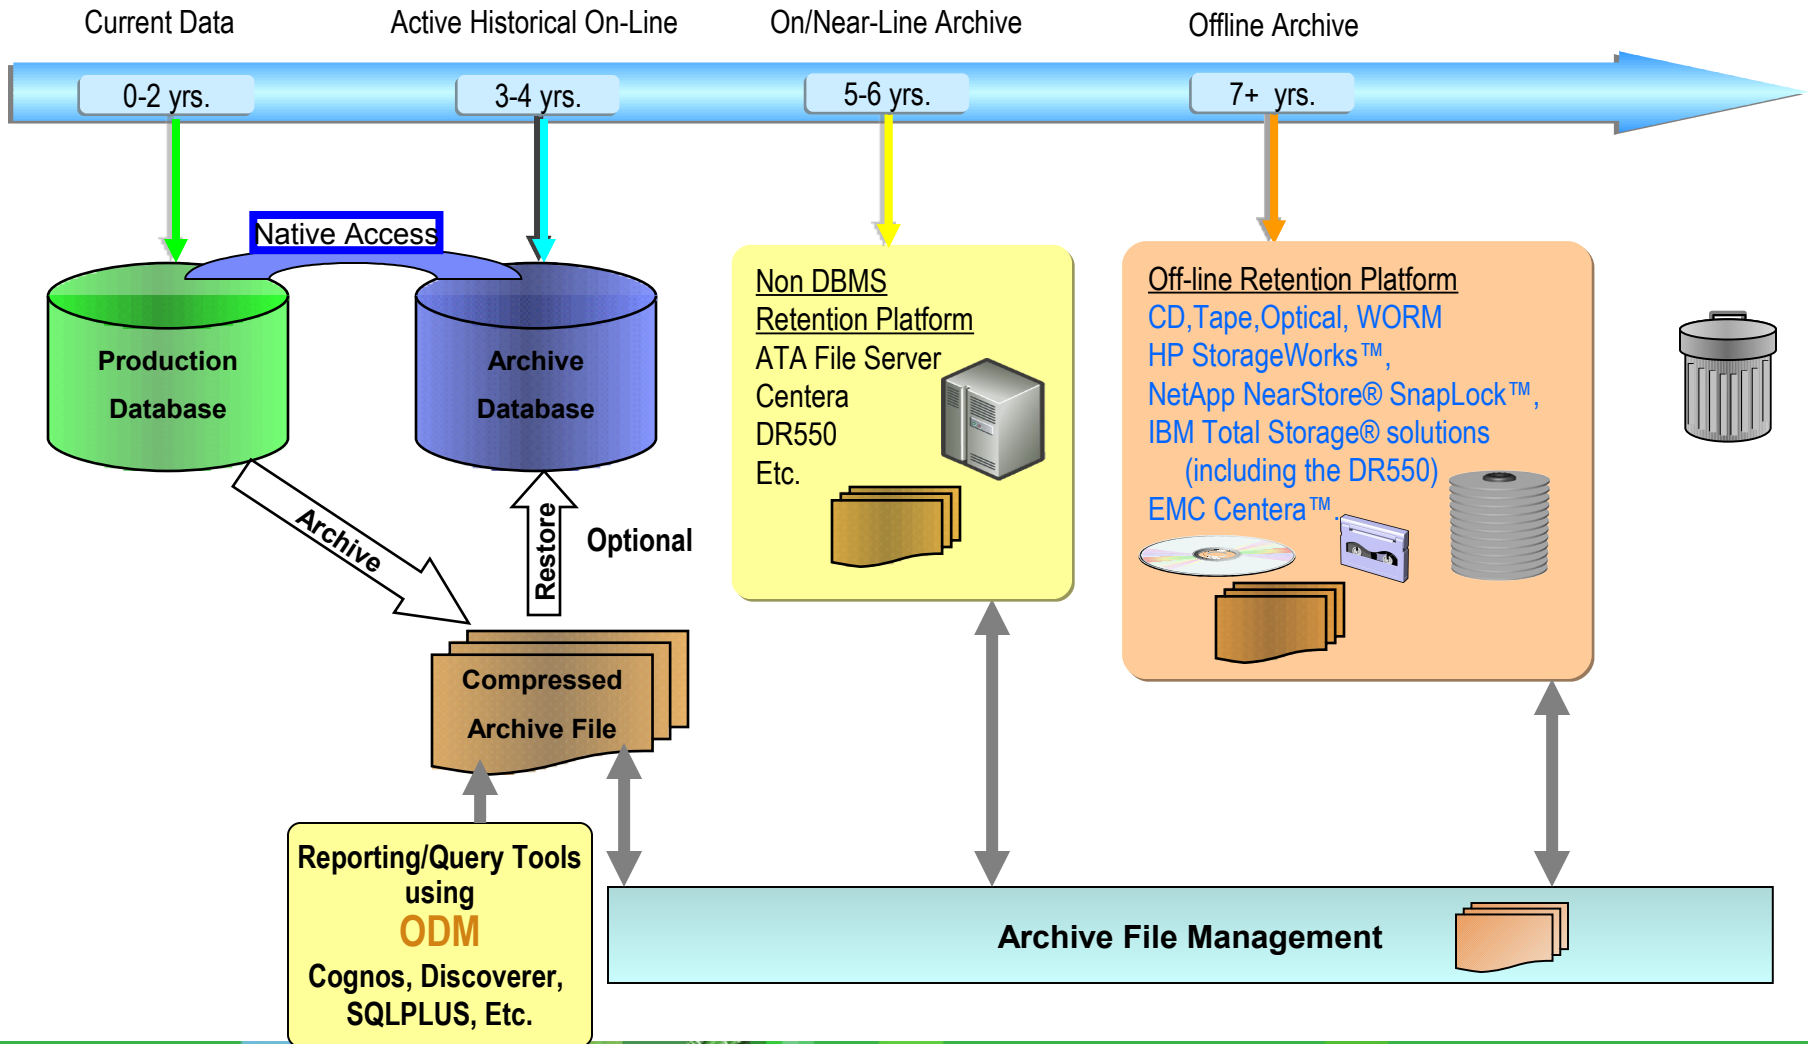 Current Data
Active Historical On-Line
On/Near-Line Archive
Offline Archive
0-2 yrs.
3-4 yrs.
5-6 yrs.
7+ yrs.
Native Access
Production
Database
Archive
Database
Non DBMS
Retention Platform
ATA File Server
Centera
DR550
Etc.
Off-line Retention Platform
CD,Tape,Optical, WORM
HP StorageWorks™,
NetApp NearStore® SnapLock™,
IBM Total Storage® solutions
(including the DR550)
EMC Centera™.
Archive
Restore
Optional
Compressed
Archive File
Reporting/Query Tools
using
ODM
Cognos, Discoverer,
SQLPLUS, Etc.
Archive File Management